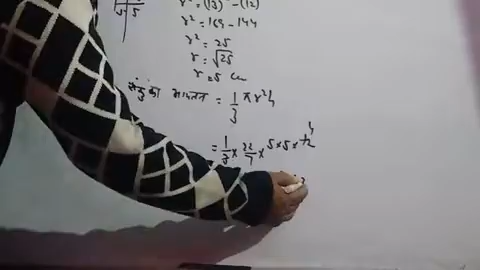 r² = (13)² - (12)²
r² = 169 - 144
r² = 25
r = √25
r = 5 cm
शंकु का आयतन = 1/3 πr²h
= 1/3 × 22/7 × 5 × 5 × 12 4